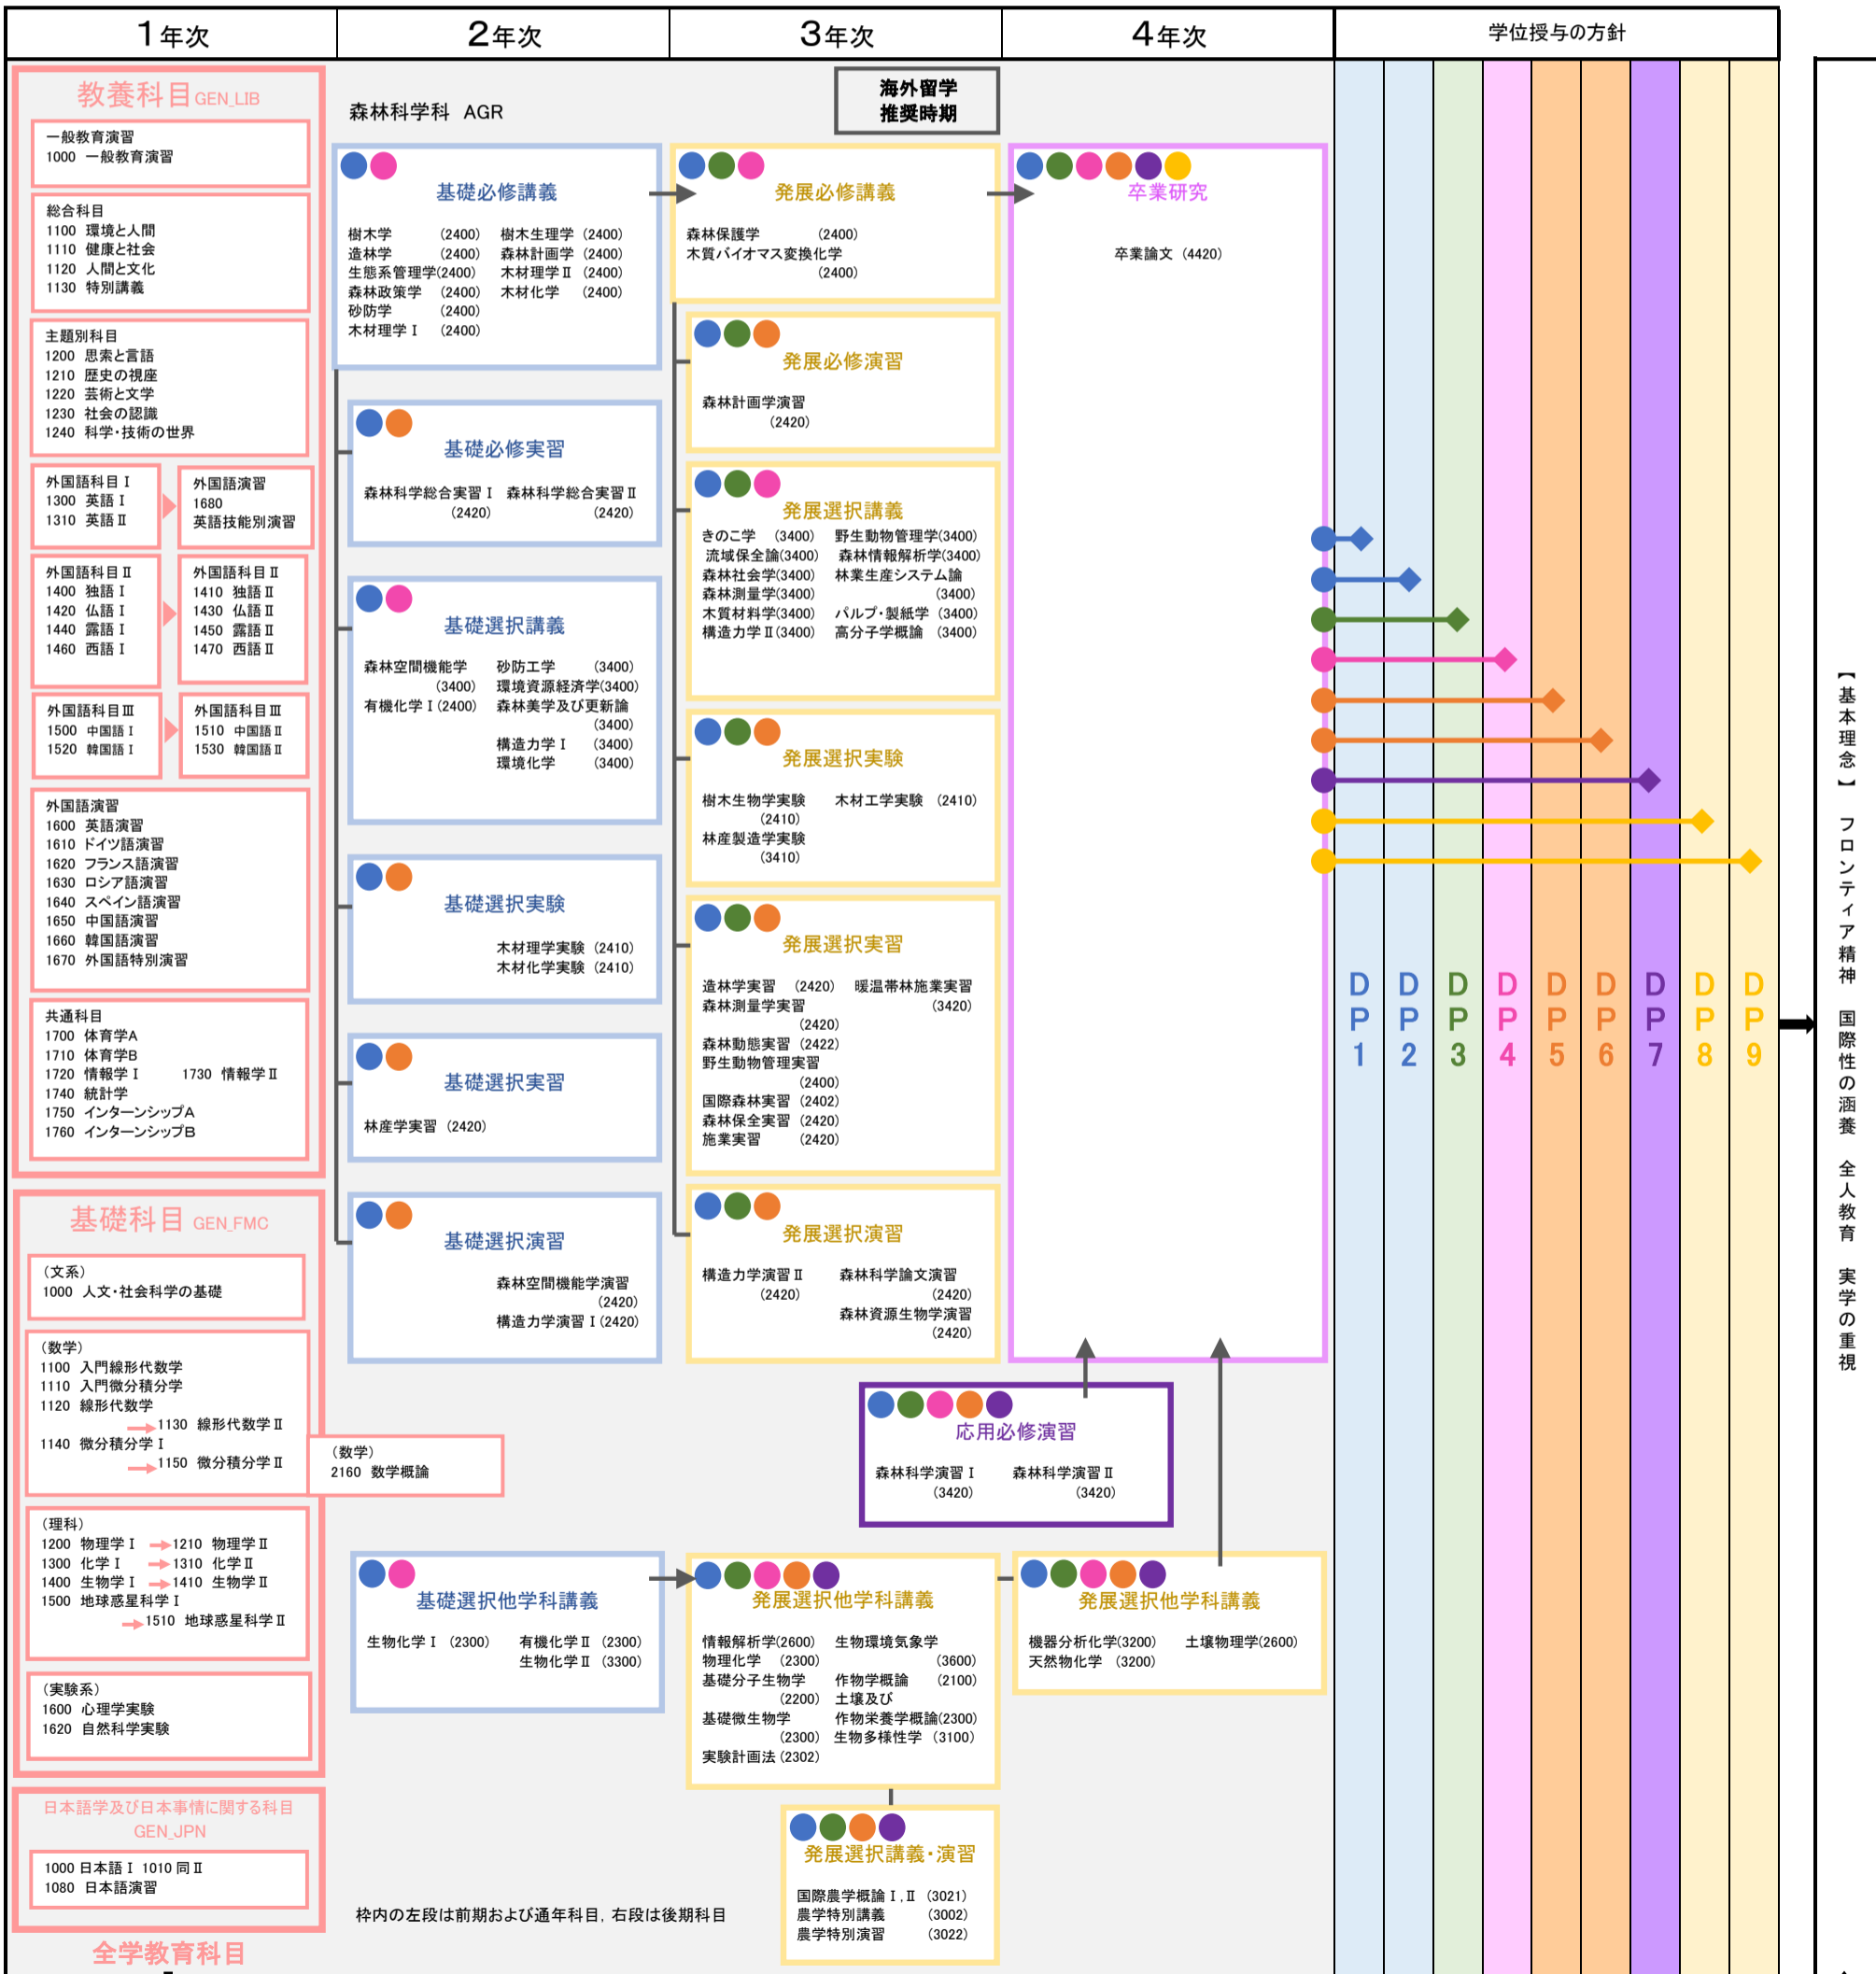 1年次
2年次
3年次
4年次
学位授与の方針
教養科目 GEN_LIB
一般教育演習
1000 一般教育演習
総合科目
1100 環境と人間
1110 健康と社会
1120 人間と文化
1130 特別講義
主題別科目
1200 思索と言語
1210 歴史の視座
1220 芸術と文学
1230 社会の認識
1240 科学・技術の世界
外国語科目Ⅰ
1300 英語Ⅰ
1310 英語Ⅱ
外国語演習
1680
英語技能別演習
外国語科目Ⅱ
1400 独語Ⅰ
1420 仏語Ⅰ
1440 露語Ⅰ
1460 西語Ⅰ
外国語科目Ⅱ
1410 独語Ⅱ
1430 仏語Ⅱ
1450 露語Ⅱ
1470 西語Ⅱ
外国語科目Ⅲ
1500 中国語Ⅰ
1520 韓国語Ⅰ
外国語科目Ⅲ
1510 中国語Ⅱ
1530 韓国語Ⅱ
外国語演習
1600 英語演習
1610 ドイツ語演習
1620 フランス語演習
1630 ロシア語演習
1640 スペイン語演習
1650 中国語演習
1660 韓国語演習
1670 外国語特別演習
共通科目
1700 体育学A
1710 体育学B
1720 情報学Ⅰ 1730 情報学Ⅱ
1740 統計学
1750 インターンシップA
1760 インターンシップB
基礎科目 GEN_FMC
(文系)
1000 人文・社会科学の基礎
(数学)
1100 入門線形代数学
1110 入門微分積分学
1120 線形代数学
1130 線形代数学Ⅱ
1140 微分積分学Ⅰ
1150 微分積分学Ⅱ
(数学)
2160 数学概論
(理科)
1200 物理学Ⅰ 1210 物理学Ⅱ
1300 化学Ⅰ 1310 化学Ⅱ
1400 生物学Ⅰ 1410 生物学Ⅱ
1500 地球惑星科学Ⅰ
1510 地球惑星科学Ⅱ
(実験系)
1600 心理学実験
1620 自然科学実験
日本語学及び日本事情に関する科目
GEN_JPN
1000 日本語Ⅰ 1010 同Ⅱ
1080 日本語演習
全学教育科目
森林科学科 AGR
海外留学
推奨時期
基礎必修講義
樹木学 (2400) 樹木生理学 (2400)
造林学 (2400) 森林計画学 (2400)
生態系管理学(2400) 木材理学Ⅱ (2400)
森林政策学 (2400) 木材化学 (2400)
砂防学 (2400)
木材理学Ⅰ (2400)
基礎必修実習
森林科学総合実習Ⅰ 森林科学総合実習Ⅱ
(2420) (2420)
基礎選択講義
森林空間機能学 砂防工学 (3400)
(3400) 環境資源経済学(3400)
有機化学Ⅰ(2400) 森林美学及び更新論
(3400)
構造力学Ⅰ (3400)
環境化学 (3400)
基礎選択実験
木材理学実験 (2410)
木材化学実験 (2410)
基礎選択実習
林産学実習 (2420)
基礎選択演習
森林空間機能学演習
(2420)
構造力学演習Ⅰ(2420)
基礎選択他学科講義
生物化学Ⅰ (2300) 有機化学Ⅱ (2300)
生物化学Ⅱ (3300)
枠内の左段は前期および通年科目, 右段は後期科目
発展必修講義
森林保護学 (2400)
木質バイオマス変換化学
(2400)
発展必修演習
森林計画学演習
(2420)
発展選択講義
きのこ学 (3400) 野生動物管理学(3400)
流域保全論(3400) 森林情報解析学(3400)
森林社会学(3400) 林業生産システム論
森林測量学(3400) (3400)
木質材料学(3400) パルプ・製紙学 (3400)
構造力学Ⅱ(3400) 高分子学概論 (3400)
発展選択実験
樹木生物学実験 木材工学実験 (2410)
(2410)
林産製造学実験
(3410)
発展選択実習
造林学実習 (2420) 暖温帯林施業実習
森林測量学実習 (3420)
(2420)
森林動態実習 (2422)
野生動物管理実習
(2400)
国際森林実習 (2402)
森林保全実習 (2420)
施業実習 (2420)
発展選択演習
構造力学演習Ⅱ 森林科学論文演習
(2420) (2420)
森林資源生物学演習
(2420)
応用必修演習
森林科学演習Ⅰ 森林科学演習Ⅱ
(3420) (3420)
発展選択他学科講義
情報解析学(2600) 生物環境気象学
物理化学 (2300) (3600)
基礎分子生物学 作物学概論 (2100)
(2200) 土壌及び
基礎微生物学 作物栄養学概論(2300)
(2300) 生物多様性学 (3100)
実験計画法(2302)
発展選択講義・演習
国際農学概論Ⅰ,Ⅱ (3021)
農学特別講義 (3002)
農学特別演習 (3022)
卒業研究
卒業論文 (4420)
発展選択他学科講義
機器分析化学(3200) 土壌物理学(2600)
天然物化学 (3200)
DP1
DP2
DP3
DP4
DP5
DP6
DP7
DP8
DP9
【基本理念】 フロンティア精神 国際性の涵養 全人教育 実学の重視